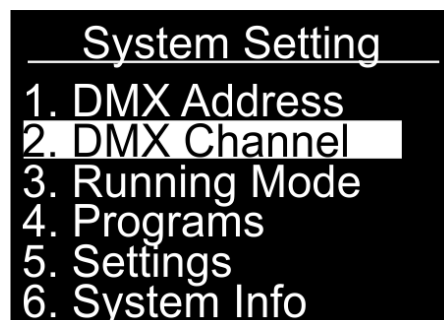 System Setting
1. DMX Address
2. DMX Channel
3. Running Mode
4. Programs
5. Settings
6. System Info